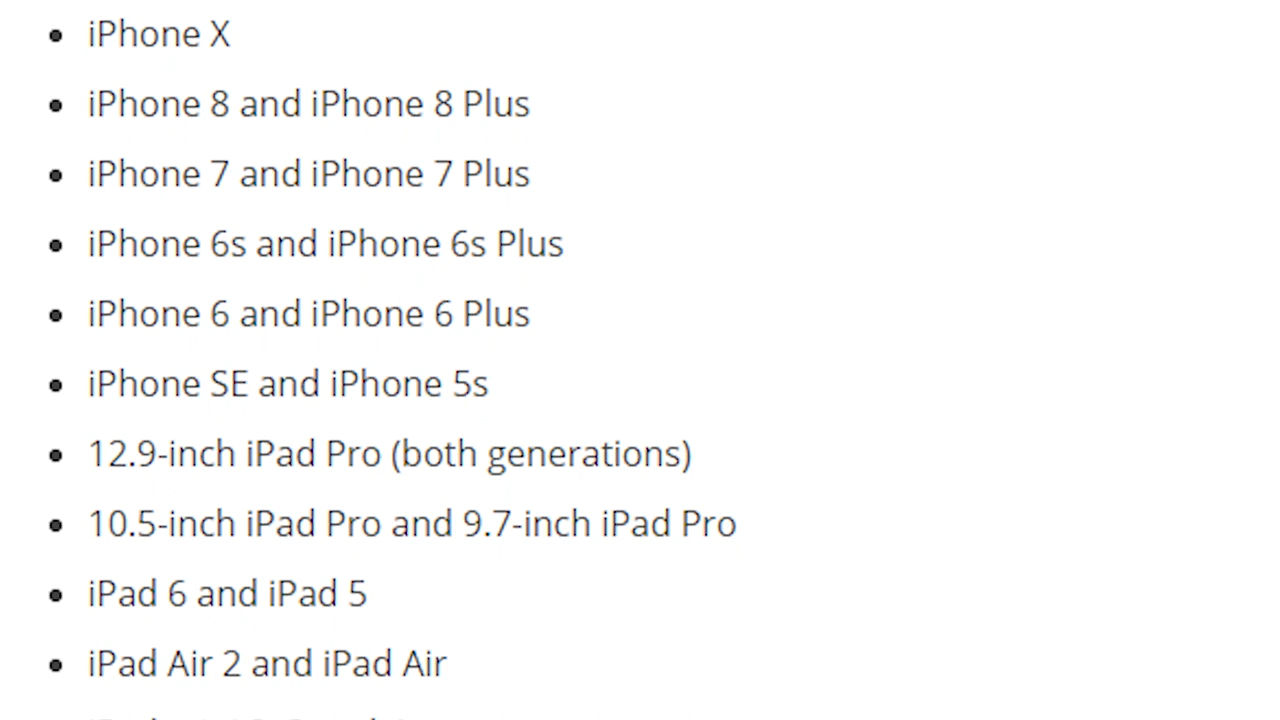 iPhone X
iPhone 8 and iPhone 8 Plus
iPhone 7 and iPhone 7 Plus
iPhone 6s and iPhone 6s Plus
iPhone 6 and iPhone 6 Plus
iPhone SE and iPhone 5s
12.9-inch iPad Pro (both generations)
10.5-inch iPad Pro and 9.7-inch iPad Pro
iPad 6 and iPad 5
iPad Air 2 and iPad Air